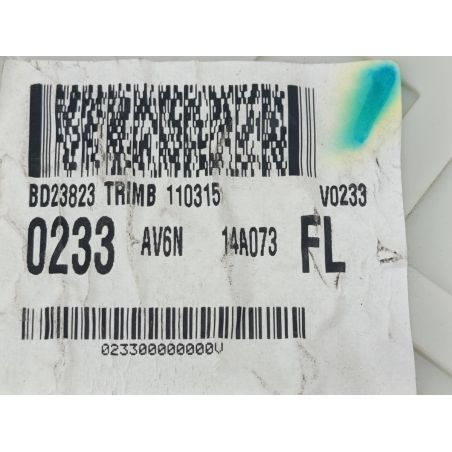 BD23823 TRIMB 110315 V0233
0233 AV6N 14A073 FL
023300000000V